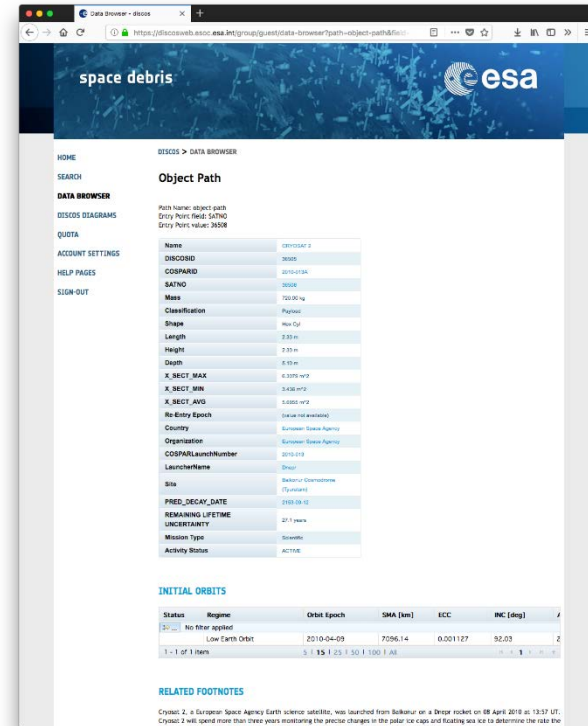 Data Browser - discos
https://discosweb.esoc.esa.int/group/guest/data-browser?path=object-path&field
space debris
esa
HOME
SEARCH
DATA BROWSER
DISCOS DIAGRAMS
QUOTA
ACCOUNT SETTINGS
HELP PAGES
SIGN-OUT
DISCOS > DATA BROWSER
Object Path
Path Name: object-path
Entry Point field: SATNO
Entry Point value: 36508
Name CRYOSAT 2
DISCOSID
COSPARID 2010-013A
SATNO 36508
Mass 720.00 kg
Classification Payload
Shape Hex Cyl
Length
Height
Depth
X_SECT_MAX
X_SECT_MIN
X_SECT_AVG
Re-Entry Epoch (value not available)
Country European Space Agency
Organization European Space Agency
COSPARLaunchNumber 2010-013
LauncherName Dnepr
Site Baikonur Cosmodrome
(Tyuratam)
PRED_DECAY_DATE
REMAINING LIFETIME
UNCERTAINTY 27.1 years
Mission Type Scientific
Activity Status ACTIVE
INITIAL ORBITS
Status Regime Orbit Epoch SMA [km] ECC INC [deg]
No filter applied
Low Earth Orbit 2010-04-09 7096.14 0.001127 92.03
1 - 1 of 1 item 5 | 15 | 25 | 50 | 100 | All 1
RELATED FOOTNOTES
Cryosat 2, a European Space Agency Earth science satellite, was launched from Baikonur on a Dnepr rocket on 08 April 2010 at 13:57 UT.
Cryosat 2 will spend more than three years monitoring the precise changes in the polar ice caps and floating sea ice to determine the rate the